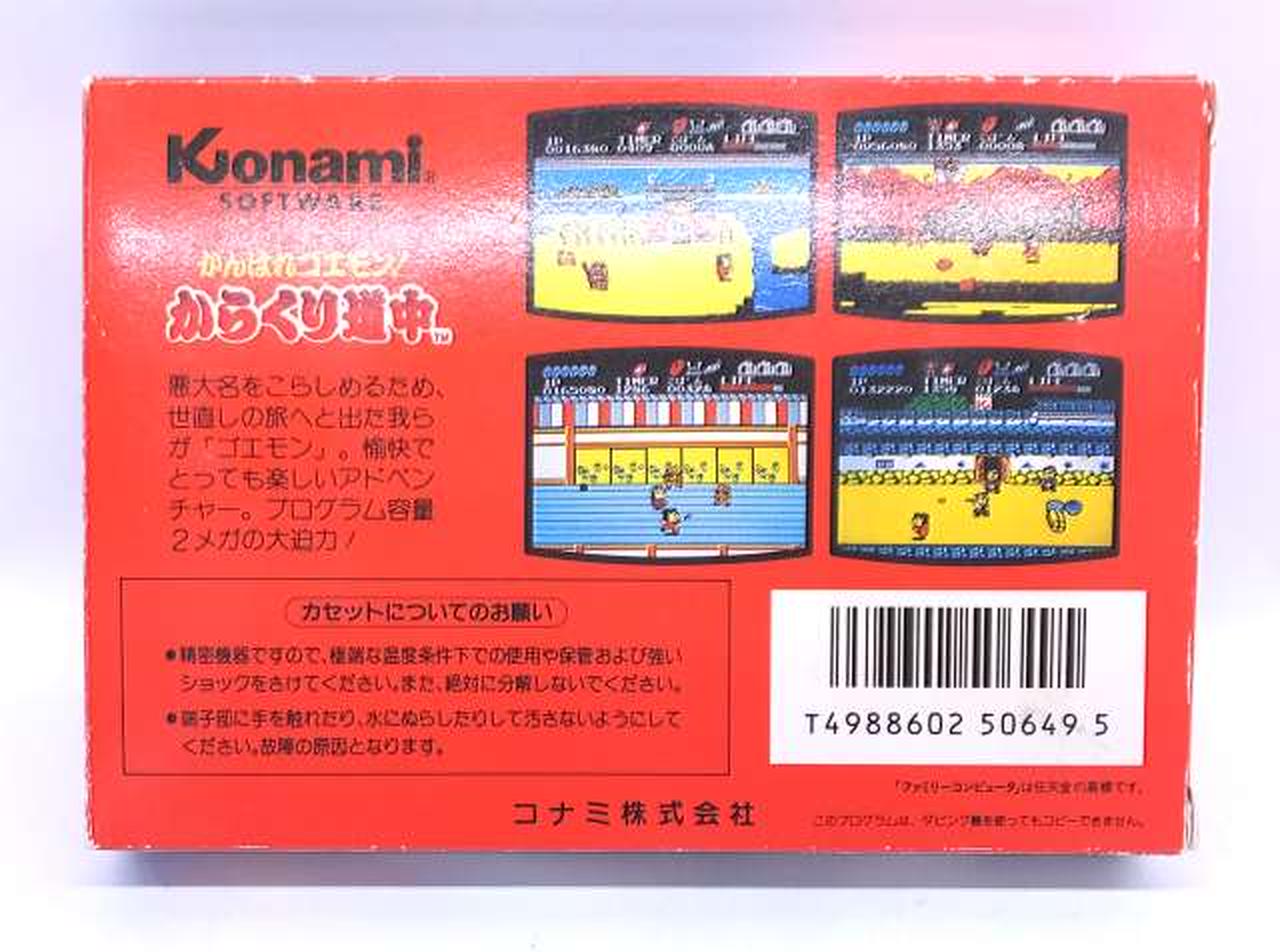 Konami
SOFTWARE
がんばれゴエモン!
からくり道中
TM
悪大名をこらしめるため、
世直しの旅へと出た我ら
が「ゴエモン」。愉快で
とっても楽しいアドベン
チャー。プログラム容量
2メガの大迫力!
カセットについてのお願い
●精密機器ですので、極端な温度条件下での使用や保管および強い
ショックをさけてください。また、絶対に分解しないでください。
●端子部に手を触れたり、水にぬらしたりして汚さないようにして
ください。故障の原因となります。
T4988602 50649 5
「ファミリーコンピュータ」は任天堂の商標です。
コナミ株式会社
このプログラムは、ダビング機を使ってもコピーできません。